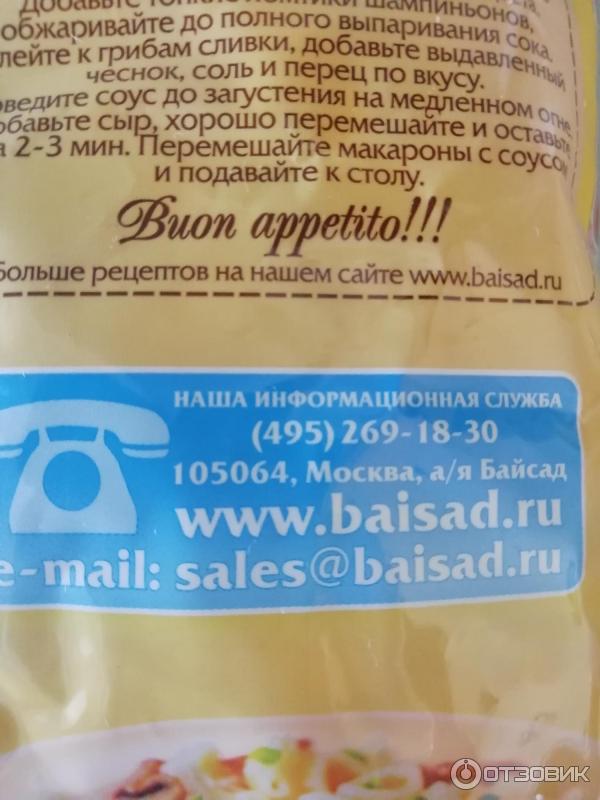 Добавьте тонкие ломтики шампиньонов,
обжаривайте до полного выпаривания сока.
лейте к грибам сливки, добавьте выдавленный
чеснок, соль и перец по вкусу.
оведите соус до загустения на медленном огне
обавьте сыр, хорошо перемешайте и оставьте
а 2-3 мин. Перемешайте макароны с соусом
и подавайте к столу.
Buon appetito!!!
Больше рецептов на нашем сайте www.baisad.ru
НАША ИНФОРМАЦИОННАЯ СЛУЖБА
(495) 269-18-30
105064, Москва, а/я Байсад
www.baisad.ru
e-mail: sales@baisad.ru
ОТЗОВИК